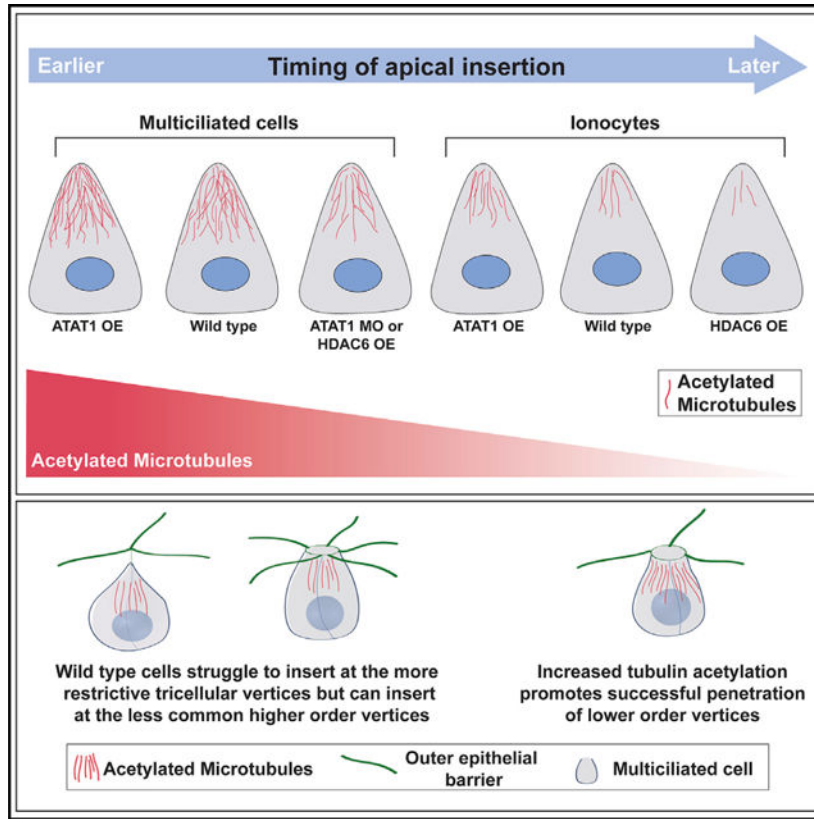 Earlier
Timing of apical insertion
Later
Multiciliated cells
Ionocytes
ATAT1 OE
Wild type
ATAT1 MO or
HDAC6 OE
ATAT1 OE
Wild type
HDAC6 OE
Acetylated
Microtubules
Acetylated Microtubules
Wild type cells struggle to insert at the more
restrictive tricellular vertices but can insert
at the less common higher order vertices
Increased tubulin acetylation
promotes successful penetration
of lower order vertices
Acetylated Microtubules
Outer epithelial
barrier
Multiciliated cell